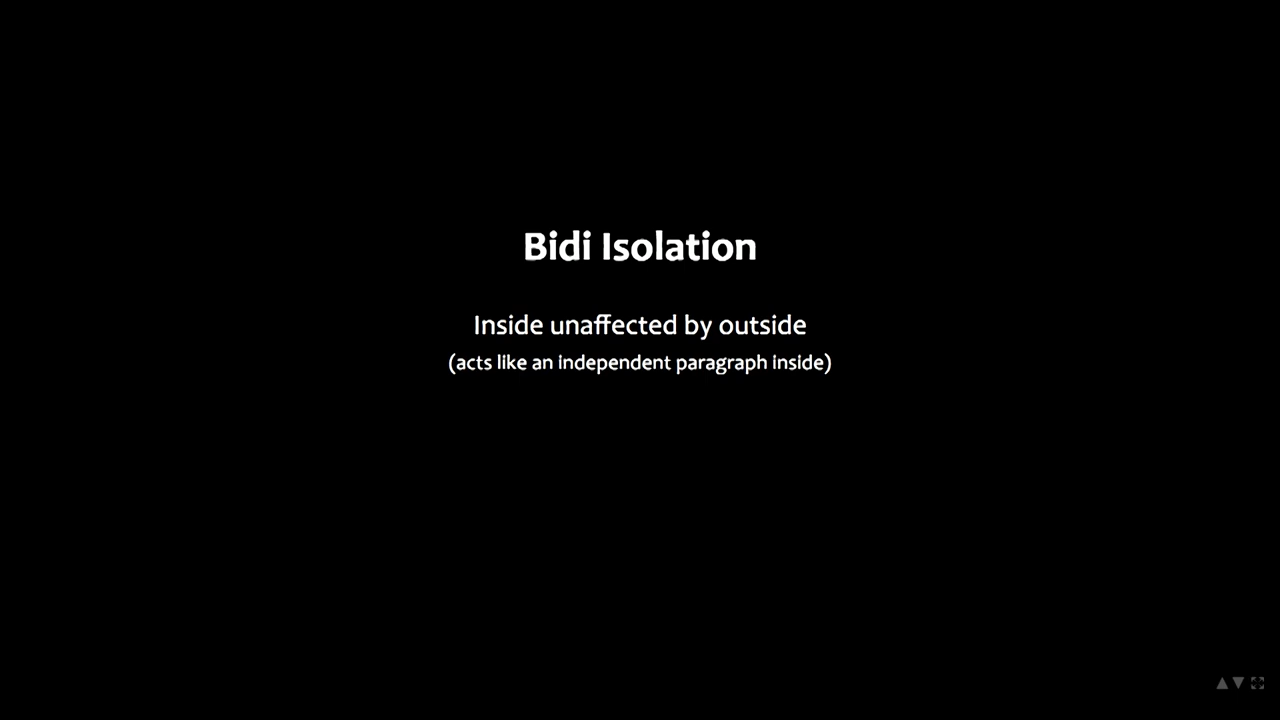 Bidi Isolation
Inside unaffected by outside
(acts like an independent paragraph inside)